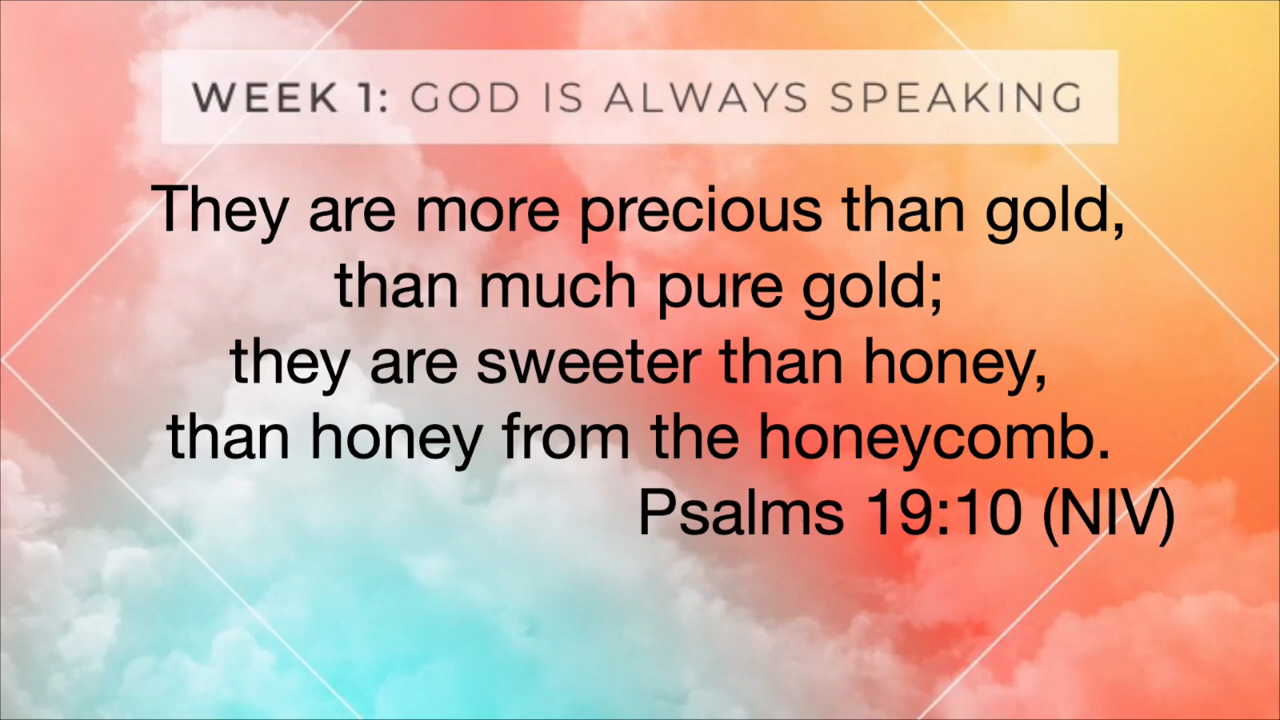 WEEK 1: GOD IS ALWAYS SPEAKING
They are more precious than gold,
than much pure gold;
they are sweeter than honey,
than honey from the honeycomb.
Psalms 19:10 (NIV)